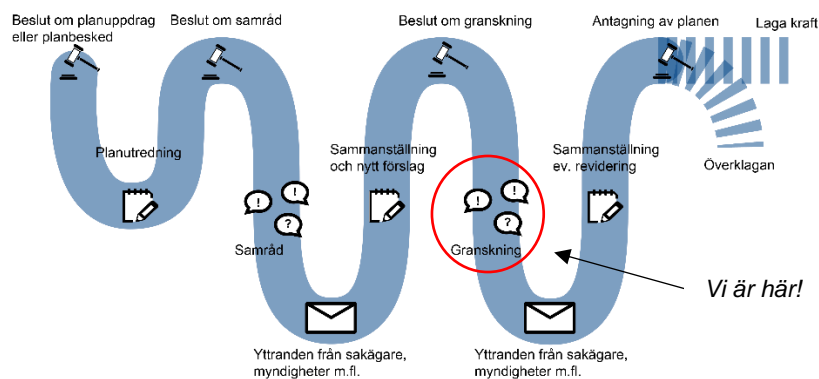 Beslut om planuppdrag
eller planbesked
Beslut om samråd
Beslut om granskning
Antagning av planen
Laga kraft
Planutredning
Sammanställning
och nytt förslag
Sammanställning
ev. revidering
Överklagan
!
!
?
Samråd
!
!
?
Granskning
Vi är här!
Yttranden från sakägare,
myndigheter m.fl.
Yttranden från sakägare,
myndigheter m.fl.